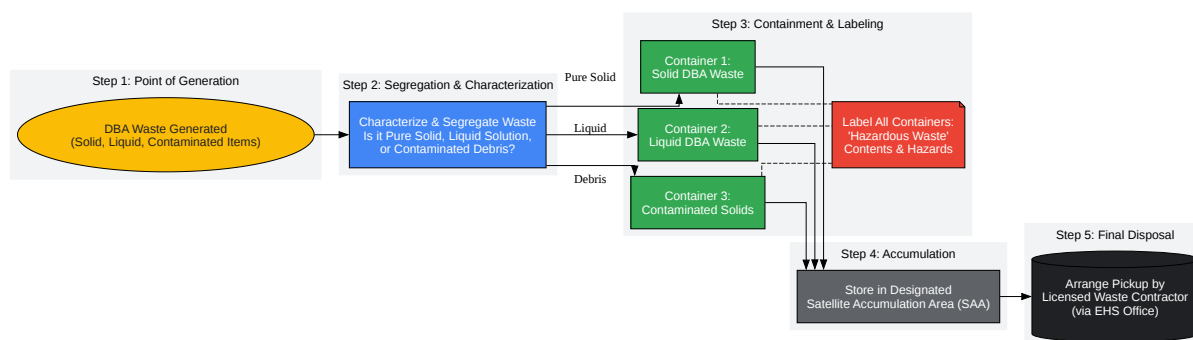 Step 1: Point of Generation
DBA Waste Generated
(Solid, Liquid, Contaminated Items)
Step 2: Segregation & Characterization
Characterize & Segregate Waste
Is it Pure Solid, Liquid Solution,
or Contaminated Debris?
Pure Solid
Liquid
Debris
Step 3: Containment & Labeling
Container 1:
Solid DBA Waste
Container 2:
Liquid DBA Waste
Container 3:
Contaminated Solids
Label All Containers:
'Hazardous Waste'
Contents & Hazards
Step 4: Accumulation
Store in Designated
Satellite Accumulation Area (SAA)
Step 5: Final Disposal
Arrange Pickup by
Licensed Waste Contractor
(via EHS Office)